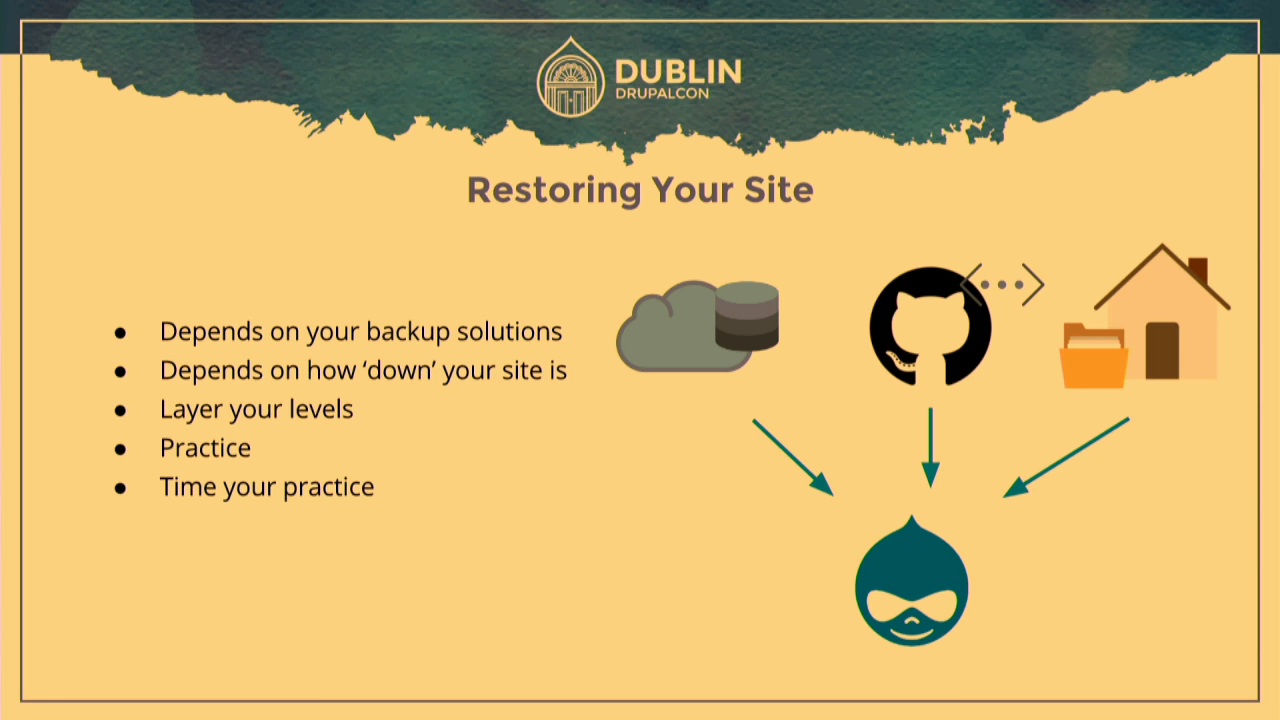 DUBLIN
DRUPALCON
Restoring Your Site
● Depends on your backup solutions
● Depends on how ‘down’ your site is
● Layer your levels
● Practice
● Time your practice